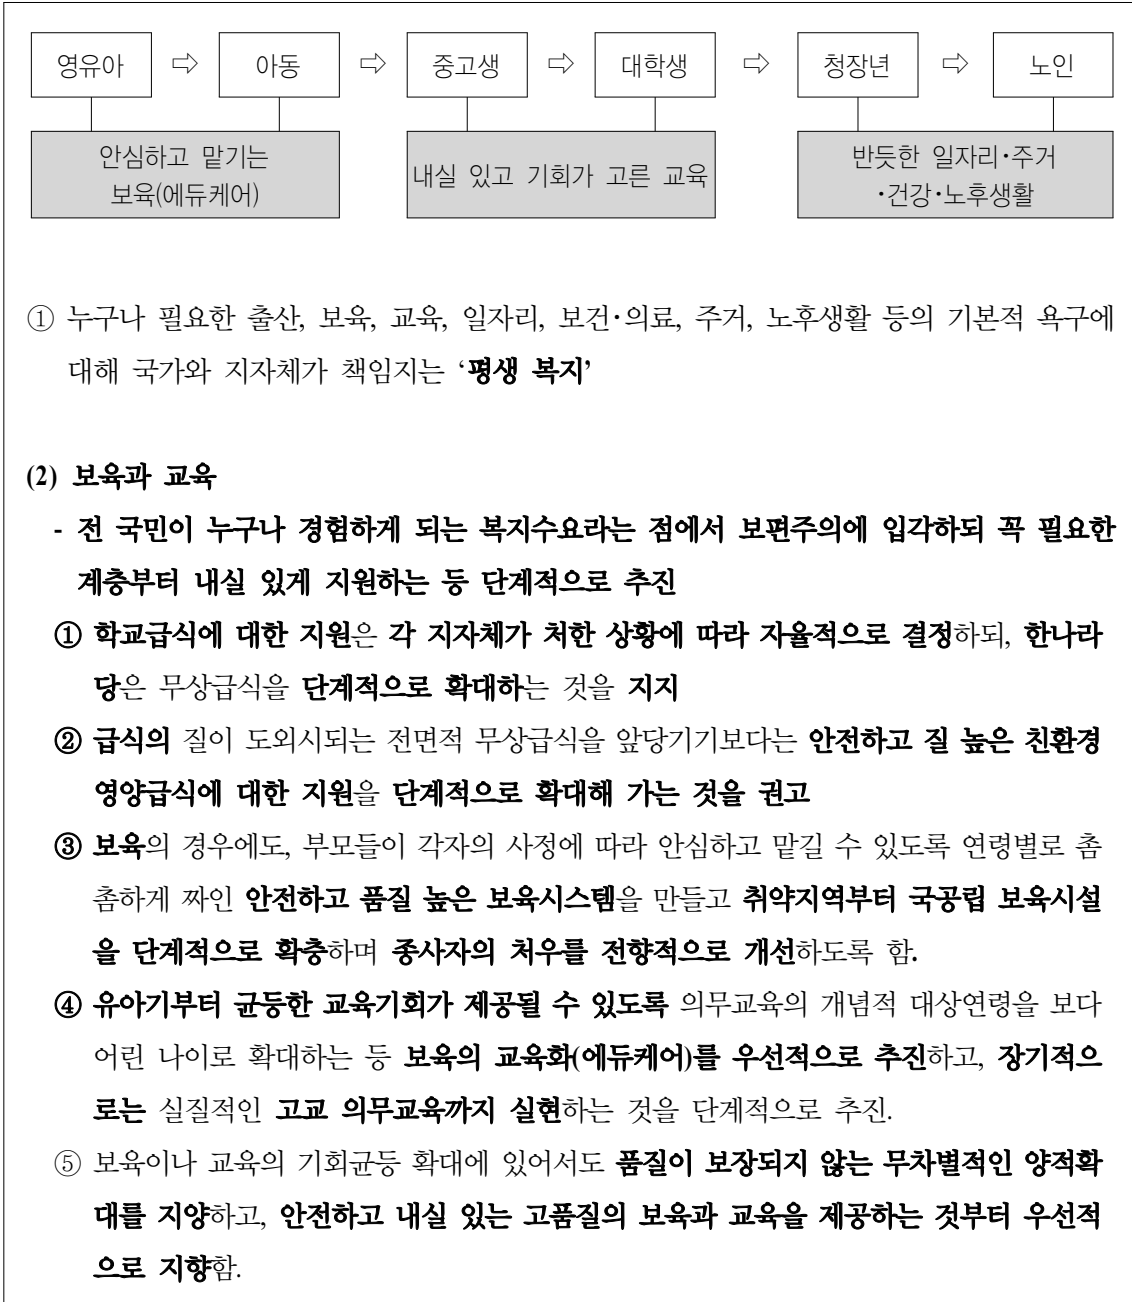 영유아 ⇨ 아동 ⇨ 중고생 ⇨ 대학생 ⇨ 청장년 ⇨ 노인
안심하고 맡기는
보육(에듀케어)
내실 있고 기회가 고른 교육
반듯한 일자리･주거
･건강･노후생활
① 누구나 필요한 출산, 보육, 교육, 일자리, 보건･의료, 주거, 노후생활 등의 기본적 욕구에
대해 국가와 지자체가 책임지는 ‘평생 복지’
(2) 보육과 교육
- 전 국민이 누구나 경험하게 되는 복지수요라는 점에서 보편주의에 입각하되 꼭 필요한
계층부터 내실 있게 지원하는 등 단계적으로 추진
① 학교급식에 대한 지원은 각 지자체가 처한 상황에 따라 자율적으로 결정하되, 한나라
당은 무상급식을 단계적으로 확대하는 것을 지지
② 급식의 질이 도외시되는 전면적 무상급식을 앞당기기보다는 안전하고 질 높은 친환경
영양급식에 대한 지원을 단계적으로 확대해 가는 것을 권고
③ 보육의 경우에도, 부모들이 각자의 사정에 따라 안심하고 맡길 수 있도록 연령별로 촘
촘하게 짜인 안전하고 품질 높은 보육시스템을 만들고 취약지역부터 국공립 보육시설
을 단계적으로 확충하며 종사자의 처우를 전향적으로 개선하도록 함.
④ 유아기부터 균등한 교육기회가 제공될 수 있도록 의무교육의 개념적 대상연령을 보다
어린 나이로 확대하는 등 보육의 교육화(에듀케어)를 우선적으로 추진하고, 장기적으
로는 실질적인 고교 의무교육까지 실현하는 것을 단계적으로 추진.
⑤ 보육이나 교육의 기회균등 확대에 있어서도 품질이 보장되지 않는 무차별적인 양적확
대를 지양하고, 안전하고 내실 있는 고품질의 보육과 교육을 제공하는 것부터 우선적
으로 지향함.